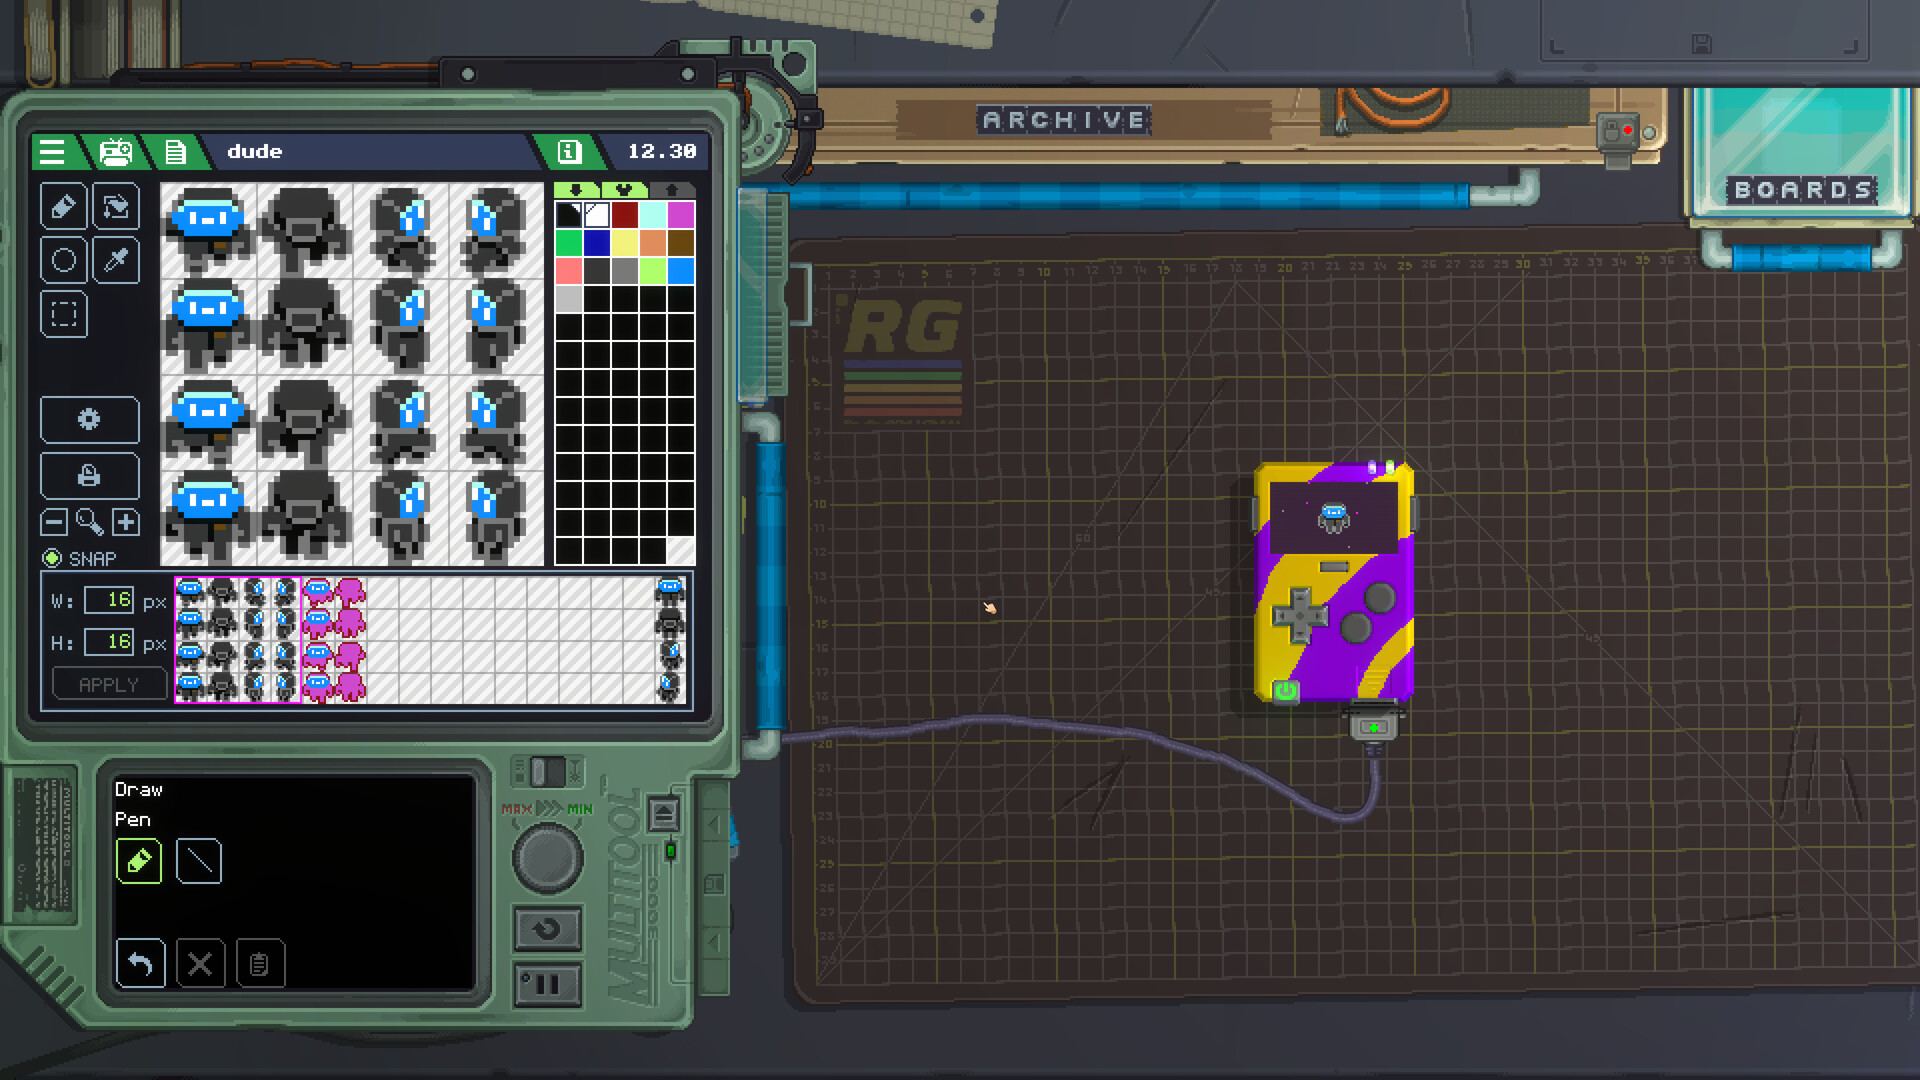 ARCHIVE
dude
12.30
BOARDS
RG
SNAP
W: 16 px
H: 16 px
APPLY
Draw
Pen
MAX MIN
MULTITOOL